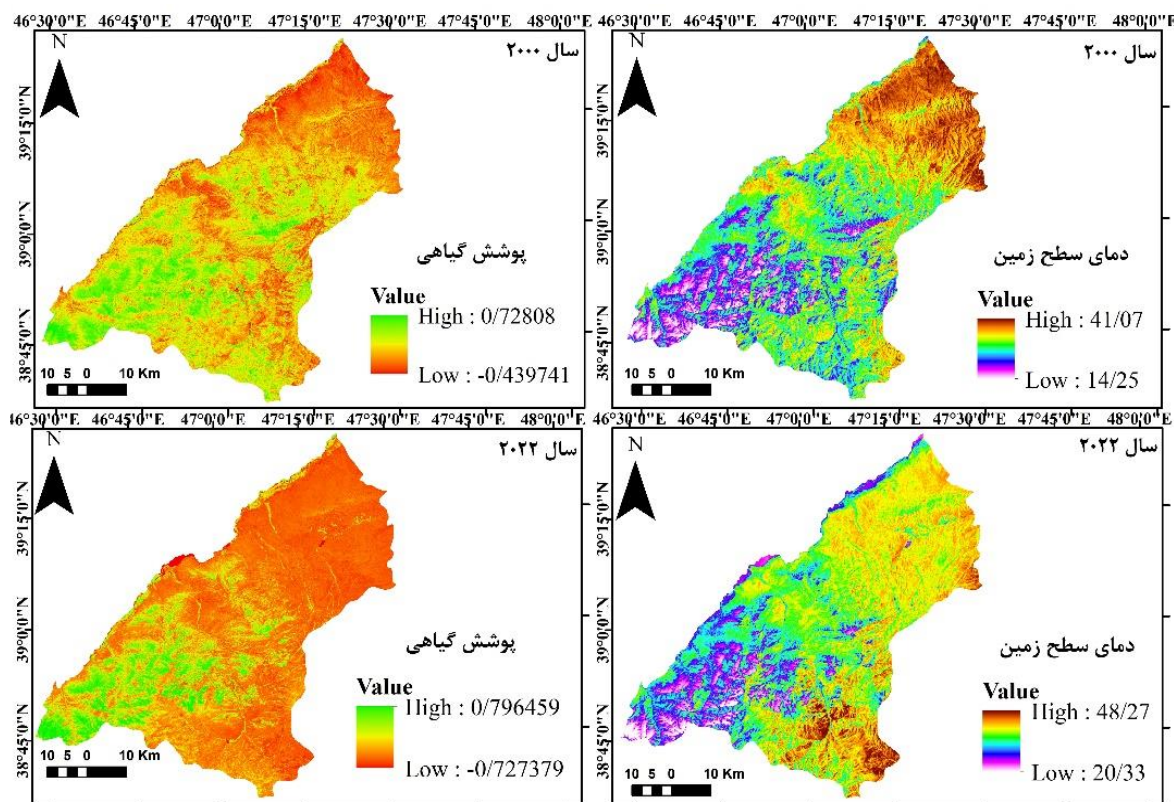 46°30'0"E 46°45'0"E 47°0'0"E 47°15'0"E 47°30'0"E 47°45'0"E 48°0'0"E
N
سال ۲۰۰۰
39°15'0"N
39°0'0"N
38°45'0"N
پوشش گیاهی
Value
High : 0/72808
Low : -0/439741
10 5 0 10 Km
46°30'0"E 46°45'0"E 47°0'0"E 47°15'0"E 47°30'0"E 47°45'0"E 48°0'0"E
N
سال ۲۰۰۰
39°15'0"N
39°0'0"N
38°45'0"N
دمای سطح زمین
Value
High : 41/07
Low : 14/25
10 5 0 10 Km
46°30'0"E 46°45'0"E 47°0'0"E 47°15'0"E 47°30'0"E 47°45'0"E 48°0'0"E
N
سال ۲۰۲۲
39°15'0"N
39°0'0"N
38°45'0"N
پوشش گیاهی
Value
High : 0/796459
Low : -0/727379
10 5 0 10 Km
46°30'0"E 46°45'0"E 47°0'0"E 47°15'0"E 47°30'0"E 47°45'0"E 48°0'0"E
N
سال ۲۰۲۲
39°15'0"N
39°0'0"N
38°45'0"N
دمای سطح زمین
Value
High : 48/27
Low : 20/33
10 5 0 10 Km